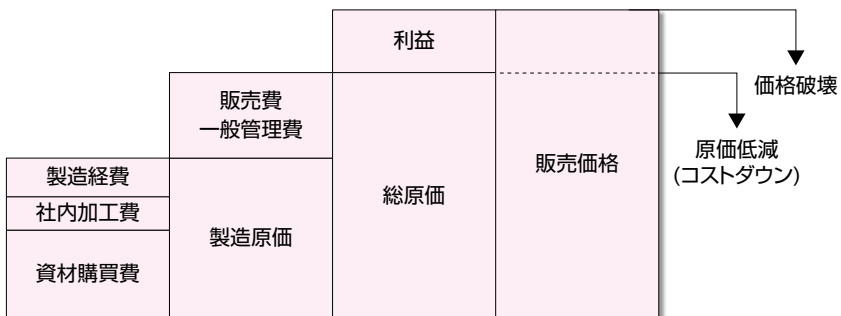 利益
価格破壊
販売費
一般管理費
原価低減
(コストダウン)
製造経費
総原価
販売価格
社内加工費
製造原価
資材購買費